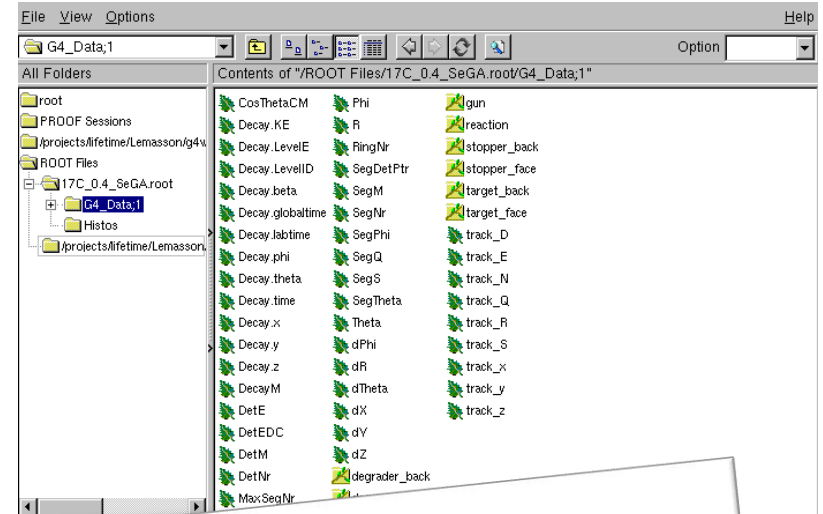 File View Options Help
G4_Data;1 Option
All Folders
Contents of "/ROOT Files/17C_0.4_SeGA.root/G4_Data;1"
root
PROOF Sessions
/projects/lifetime/Lemasson/g4v
ROOT Files
17C_0.4_SeGA.root
G4_Data;1
Histos
/projects/lifetime/Lemasson,
CosThetaCM
Decay.KE
Decay.LevelE
Decay.LevelID
Decay.beta
Decay.globaltime
Decay.labtime
Decay.phi
Decay.theta
Decay.time
Decay.x
Decay.y
Decay.z
DecayM
DetE
DetEDC
DetM
DetNr
MaxSegNr
Phi
R
RingNr
SegDetPtr
SegM
SegNr
SegPhi
SegQ
SegS
SegTheta
Theta
dPhi
dR
dTheta
dX
dY
dZ
degrader_back
gun
reaction
stopper_back
stopper_face
target_back
target_face
track_D
track_E
track_N
track_Q
track_R
track_S
track_x
track_y
track_z